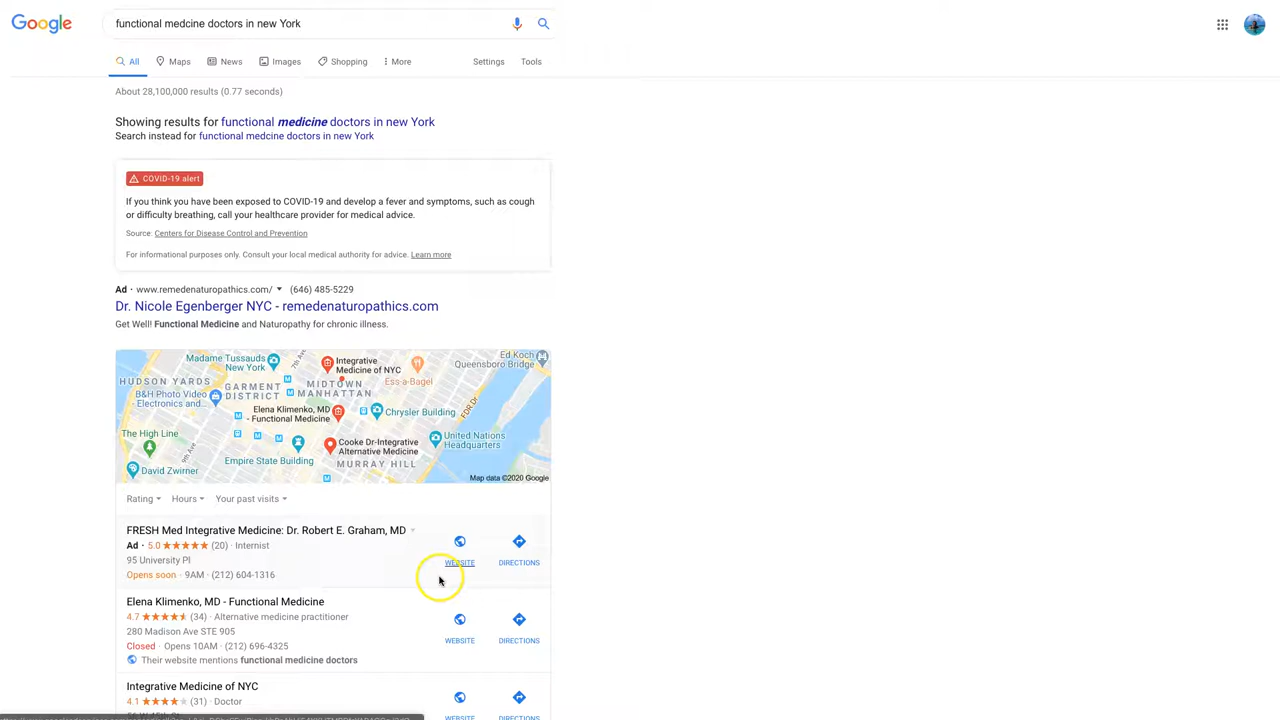 Google
functional medcine doctors in new York
All
Maps
News
Images
Shopping
More
Settings
Tools
About 28,100,000 results (0.77 seconds)
Showing results for functional medicine doctors in new York
Search instead for functional medcine doctors in new York
COVID-19 alert
If you think you have been exposed to COVID-19 and develop a fever and symptoms, such as cough
or difficulty breathing, call your healthcare provider for medical advice.
Source: Centers for Disease Control and Prevention
For informational purposes only. Consult your local medical authority for advice. Learn more
Ad · www.remedenaturopathics.com/ (646) 485-5229
Dr. Nicole Egenberger NYC - remedenaturopathics.com
Get Well! Functional Medicine and Naturopathy for chronic illness.
Madame Tussauds
New York
7th A
Integrative
Medicine of NYC
Ed Koch
Queensboro Bridge
HUDSON YARDS
GARMENT
DISTRICT
MIDTOWN
MANHATTAN
Ess-a-Bagel
B&H Photo Video
- Electronics and
Elena Klimenko, MD
- Functional Medicine
Chrysler Building
FDR Dr
The High Line
Cooke Dr-Integrative
Alternative Medicine
United Nations
Headquarters
Empire State Building
MURRAY HILL
David Zwirner
Map data ©2020 Google
Rating
Hours
Your past visits
FRESH Med Integrative Medicine: Dr. Robert E. Graham, MD
Ad · 5.0 (20) · Internist
95 University Pl
Opens soon · 9AM · (212) 604-1316
WEBSITE
DIRECTIONS
Elena Klimenko, MD - Functional Medicine
4.7 (34) · Alternative medicine practitioner
280 Madison Ave STE 905
Closed · Opens 10AM · (212) 696-4325
Their website mentions functional medicine doctors
WEBSITE
DIRECTIONS
Integrative Medicine of NYC
4.1 (31) · Doctor
WEBSITE
DIRECTIONS